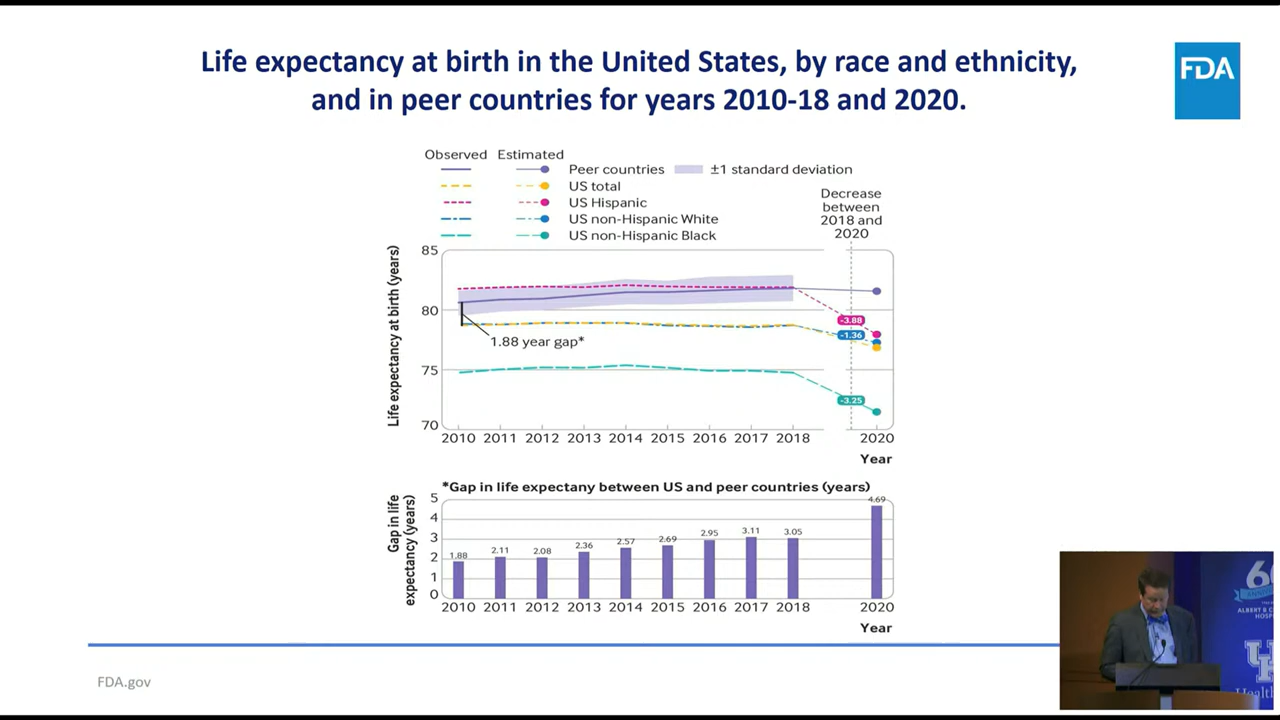 Life expectancy at birth in the United States, by race and ethnicity,
and in peer countries for years 2010-18 and 2020.
FDA
Observed Estimated
Peer countries ±1 standard deviation
US total
US Hispanic
US non-Hispanic White
US non-Hispanic Black
Decrease
between
2018 and
2020
Life expectancy at birth (years)
85
80
75
70
1.88 year gap*
-3.88
-1.36
-3.25
2010 2011 2012 2013 2014 2015 2016 2017 2018 2020
Year
*Gap in life expectany between US and peer countries (years)
Gap in life
expectancy (years)
5
4
3
2
1
0
1.88 2.11 2.08 2.36 2.57 2.69 2.95 3.11 3.05 4.69
2010 2011 2012 2013 2014 2015 2016 2017 2018 2020
Year
FDA.gov
ALBERT & C
HOSP
UK
Health